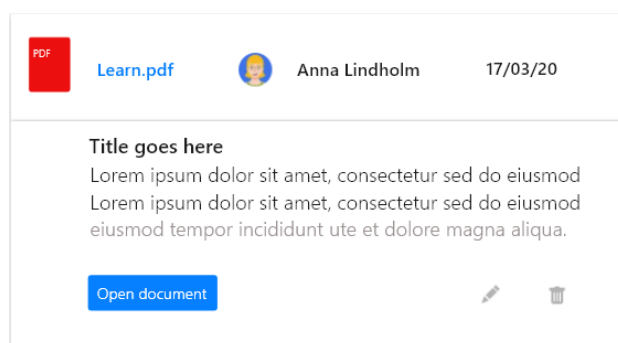 PDF
Learn.pdf Anna Lindholm 17/03/20
Title goes here
Lorem ipsum dolor sit amet, consectetur sed do eiusmod
Lorem ipsum dolor sit amet, consectetur sed do eiusmod
eiusmod tempor incididunt ute et dolore magna aliqua.
Open document